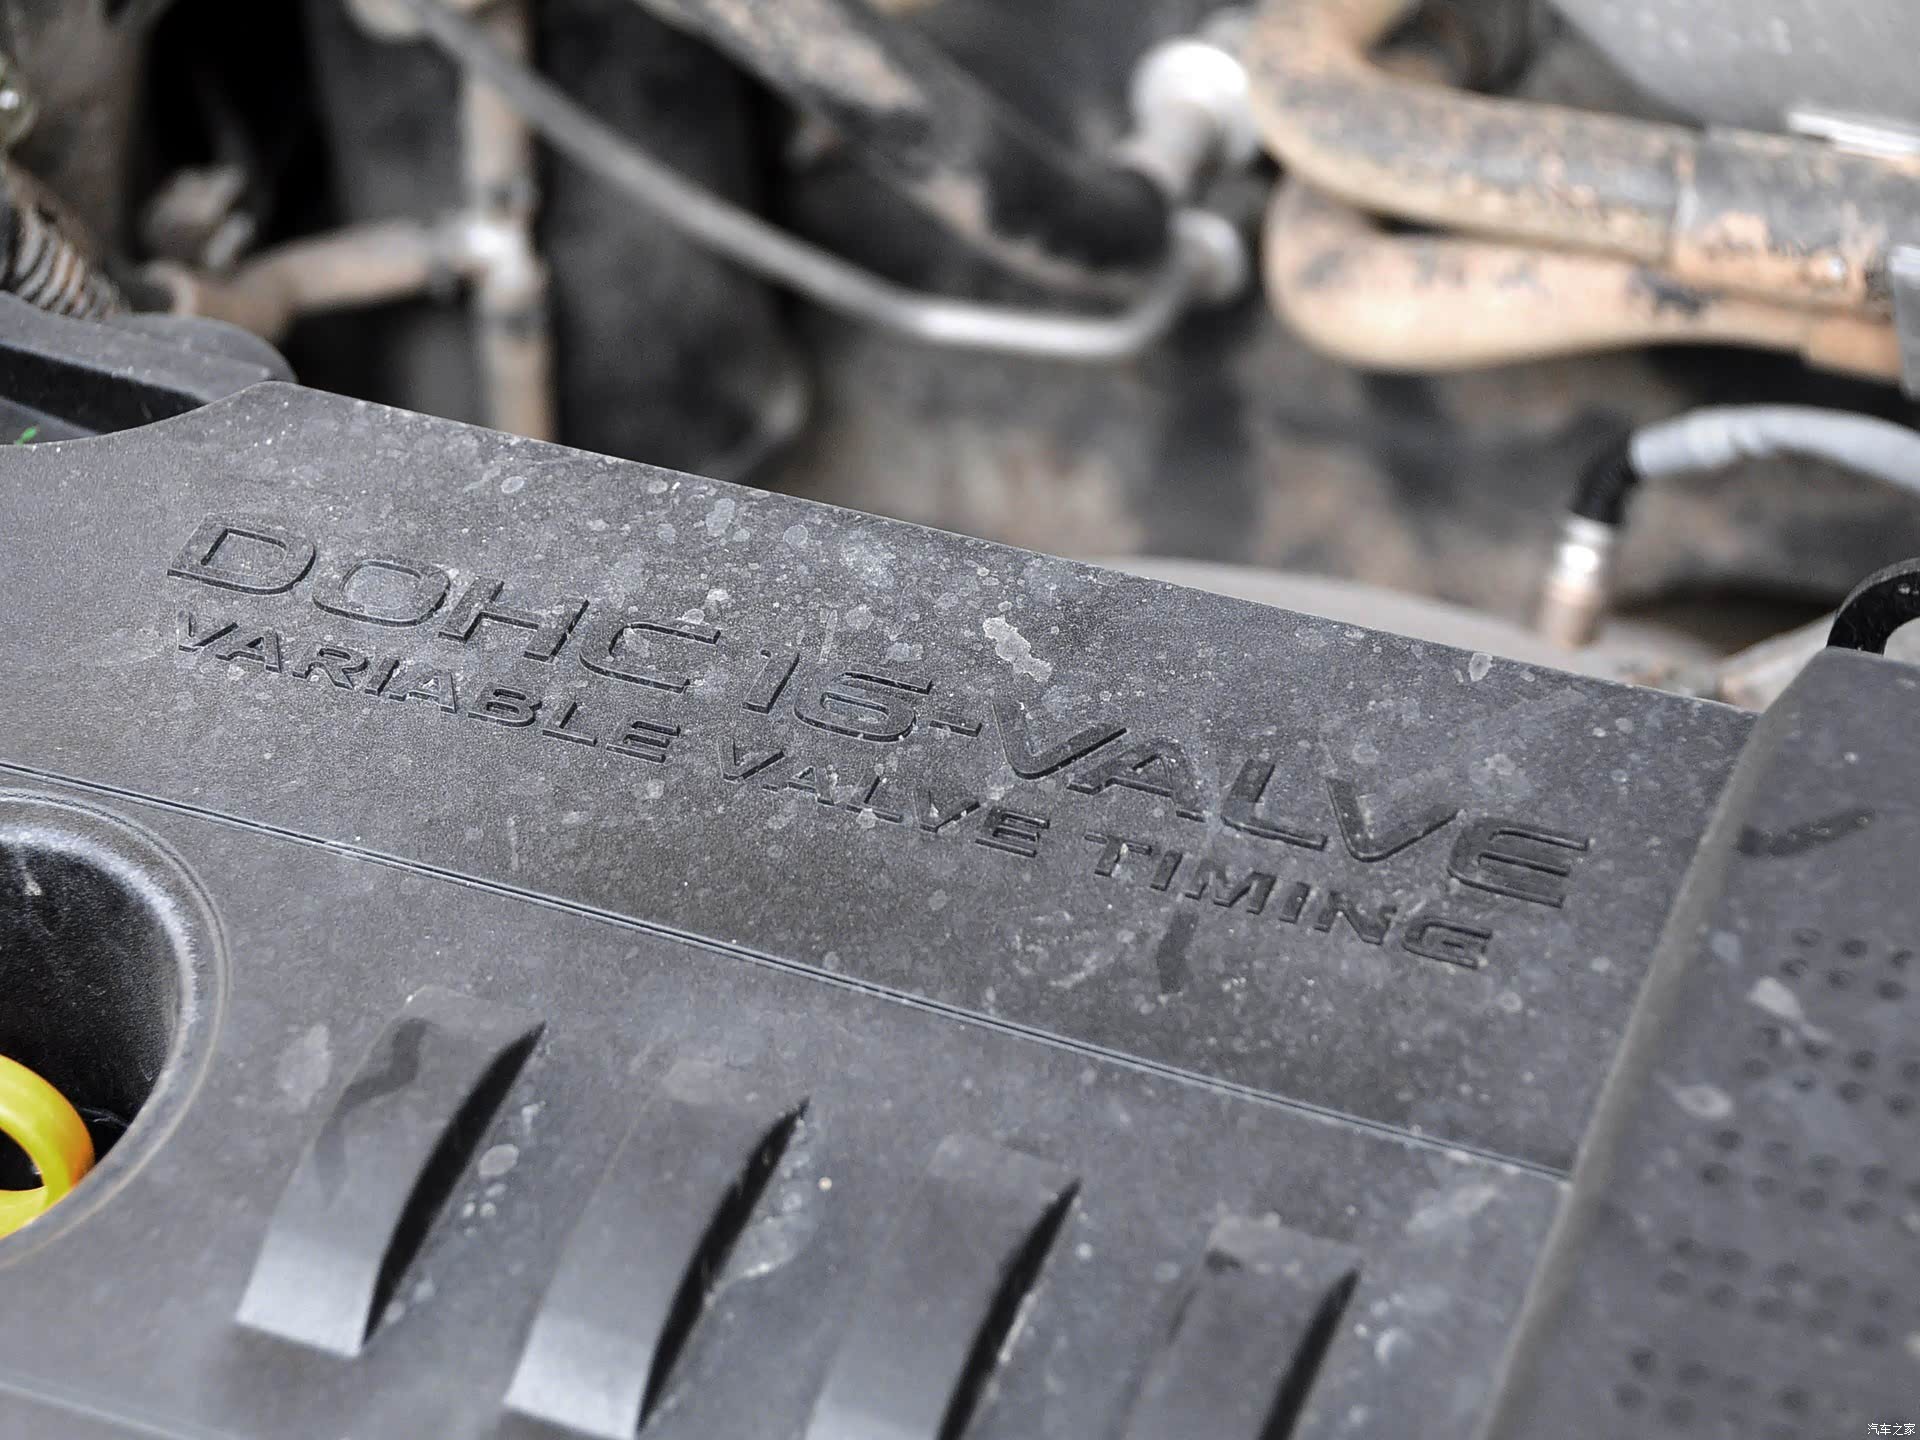 DOHC 16-VALVE
VARIABLE VALVE TIMING
汽车之家